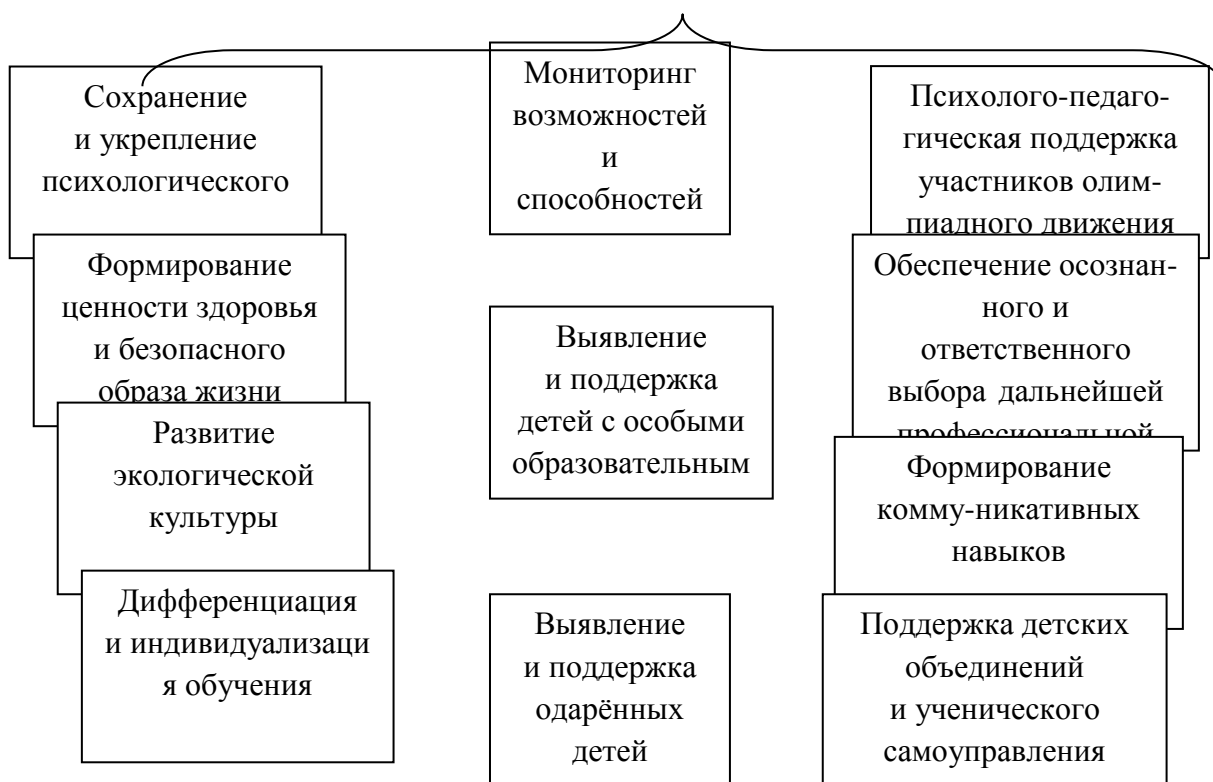 Сохранение
и укрепление
психологического
Формирование
ценности здоровья
и безопасного
образа жизни
Развитие
экологической
культуры
Дифференциация
и индивидуализаци
я обучения
Мониторинг
возможностей
и
способностей
Выявление
и поддержка
детей с особыми
образовательным
Выявление
и поддержка
одарённых
детей
Психолого-педаго-
гическая поддержка
участников олим-
пиадного движения
Обеспечение осознан-
ного и
ответственного
выбора дальнейшей
профессиональной
Формирование
комму-никативных
навыков
Поддержка детских
объединений
и ученического
самоуправления